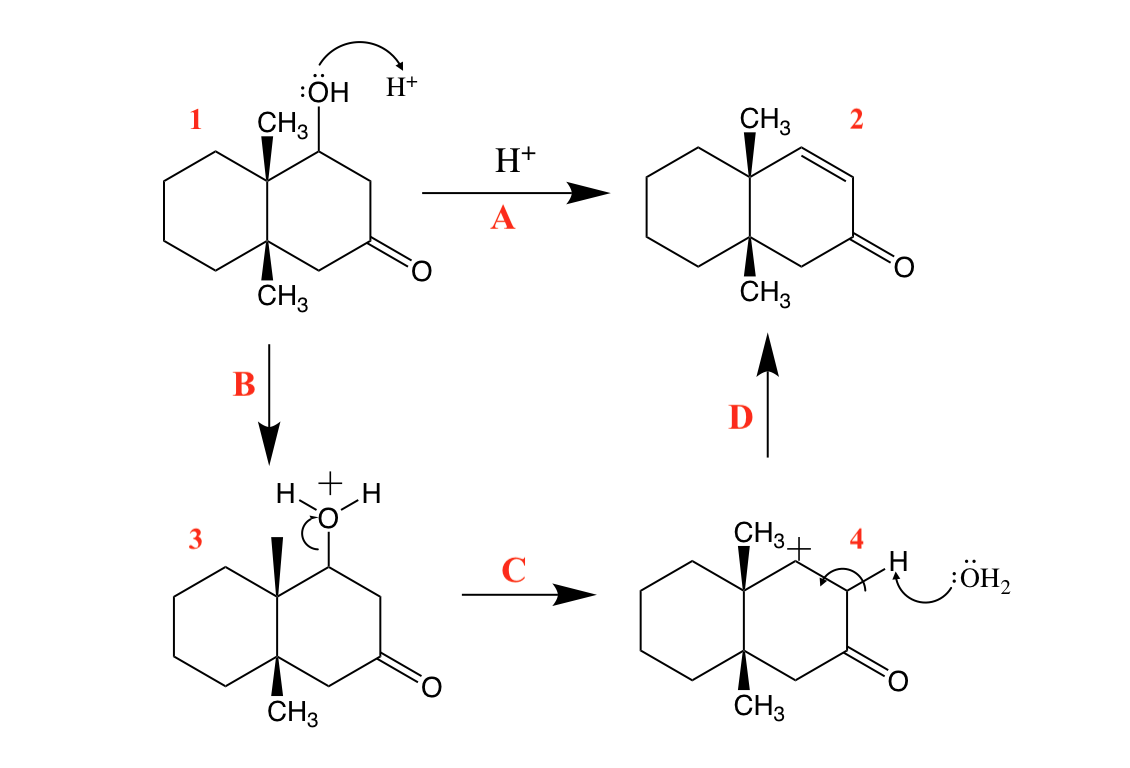 :ÖH
H⁺
1
CH₃
O
CH₃
H⁺
A
CH₃
2
O
CH₃
B
D
H + H
O
3
O
CH₃
C
CH₃ +
4
H
:ÖH₂
O
CH₃